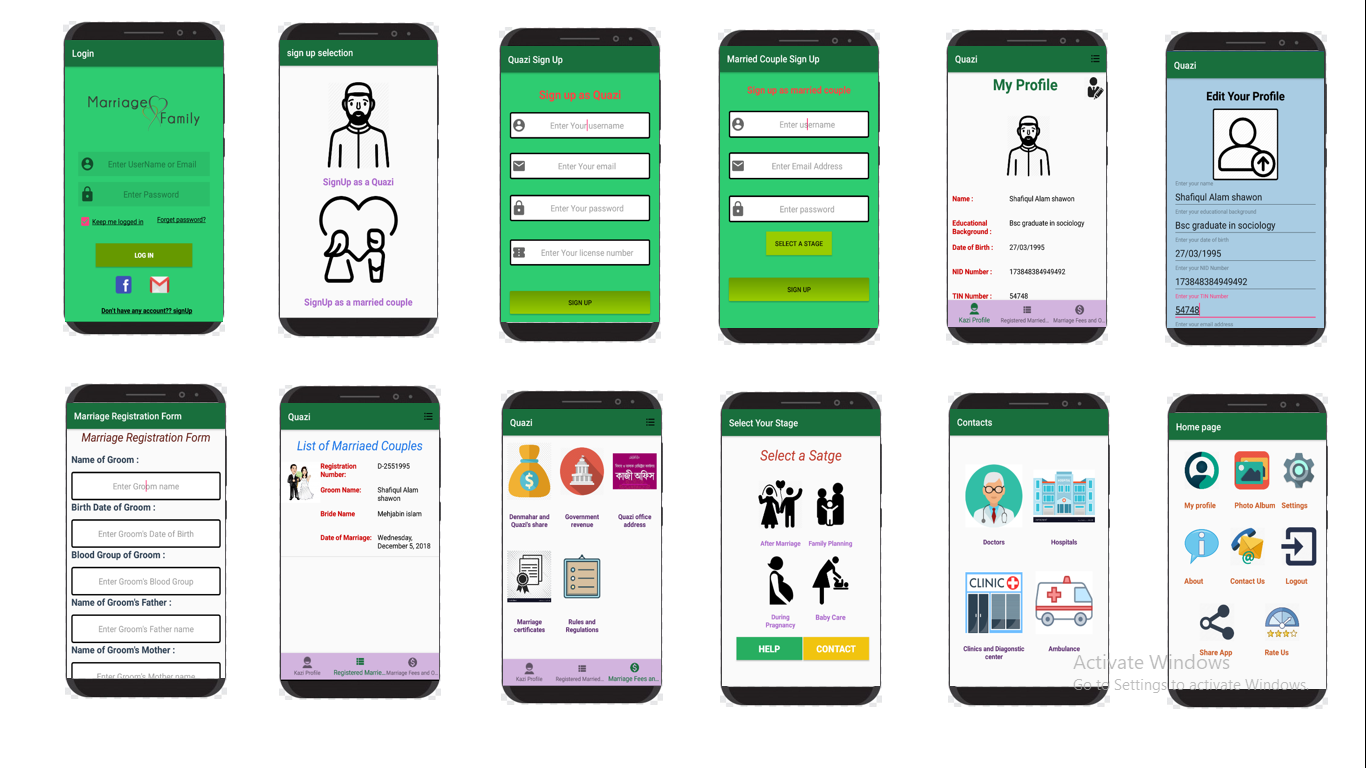 Login
Marriage
Family
Enter UserName or Email
Enter Password
Keep me logged in
Forget password?
LOG IN
Don't have any account?? signUp
sign up selection
SignUp as a Quazi
SignUp as a married couple
Quazi Sign Up
Sign up as Quazi
Enter Your username
Enter Your email
Enter Your password
Enter Your license number
SIGN UP
Married Couple Sign Up
Sign up as married couple
Enter username
Enter Email Address
Enter password
SELECT A STAGE
SIGN UP
Quazi
My Profile
Name : Shafiqul Alam shawon
Educational Bsc graduate in sociology
Background :
Date of Birth : 27/03/1995
NID Number : 173848384949492
TIN Number : 54748
Kazi Profile
Registered Married...
Marriage Fees and O...
Quazi
Edit Your Profile
Enter your name
Shafiqul Alam shawon
Enter your educational background
Bsc graduate in sociology
Enter your date of birth
27/03/1995
Enter your NID Number
173848384949492
Enter your TIN Number
54748
Enter your email address
Marriage Registration Form
Marriage Registration Form
Name of Groom :
Enter Groom name
Birth Date of Groom :
Enter Groom's Date of Birth
Blood Group of Groom :
Enter Groom's Blood Group
Name of Groom's Father :
Enter Groom's Father name
Name of Groom's Mother :
Enter Groom's Mother name
Quazi
List of Marriaed Couples
Registration D-2551995
Number:
Groom Name: Shafiqul Alam
shawon
Bride Name Mehjabin islam
Date of Marriage: Wednesday,
December 5, 2018
Kazi Profile
Registered Marrie...
Marriage Fees and O...
Quazi
কাজী অফিস
Denmahar and
Quazi's share
Government
revenue
Quazi office
address
Marriage
certificates
Rules and
Regulations
Kazi Profile
Registered Married...
Marriage Fees an...
Select Your Stage
Select a Satge
After Marriage
Family Planning
During
Pragnancy
Baby Care
HELP
CONTACT
Contacts
Doctors
Hospitals
CLINIC
Clinics and Diagonstic
center
Ambulance
Home page
My profile
Photo Album
Settings
About
Contact Us
Logout
Share App
Rate Us
Activate Windows
Go to Settings to activate Windows.